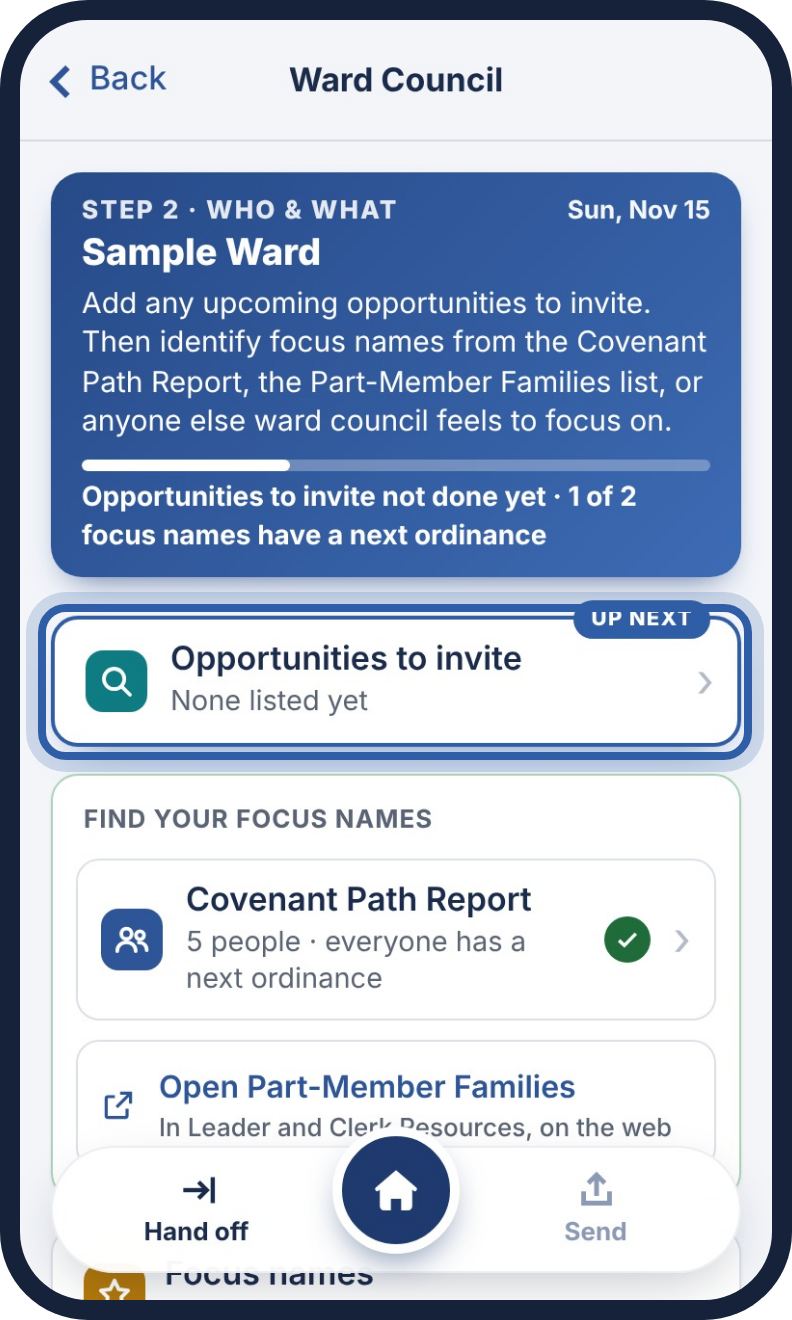 Back
Ward Council
STEP 2 · WHO & WHAT
Sun, Nov 15
Sample Ward
Add any upcoming opportunities to invite.
Then identify focus names from the Covenant
Path Report, the Part-Member Families list, or
anyone else ward council feels to focus on.
Opportunities to invite not done yet · 1 of 2
focus names have a next ordinance
UP NEXT
Opportunities to invite
None listed yet
FIND YOUR FOCUS NAMES
Covenant Path Report
5 people · everyone has a
next ordinance
Open Part-Member Families
In Leader and Clerk Resources, on the web
Hand off
Send
Focus names